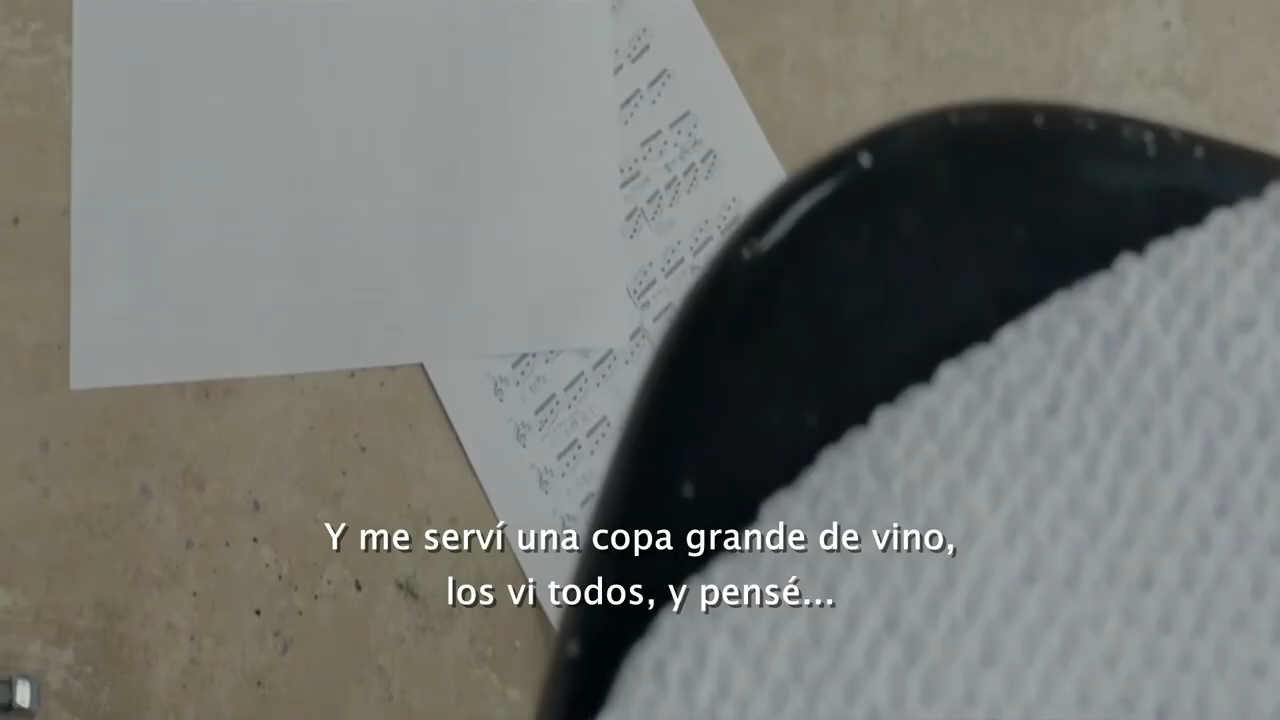 Y me serví una copa grande de vino,
los vi todos, y pensé...